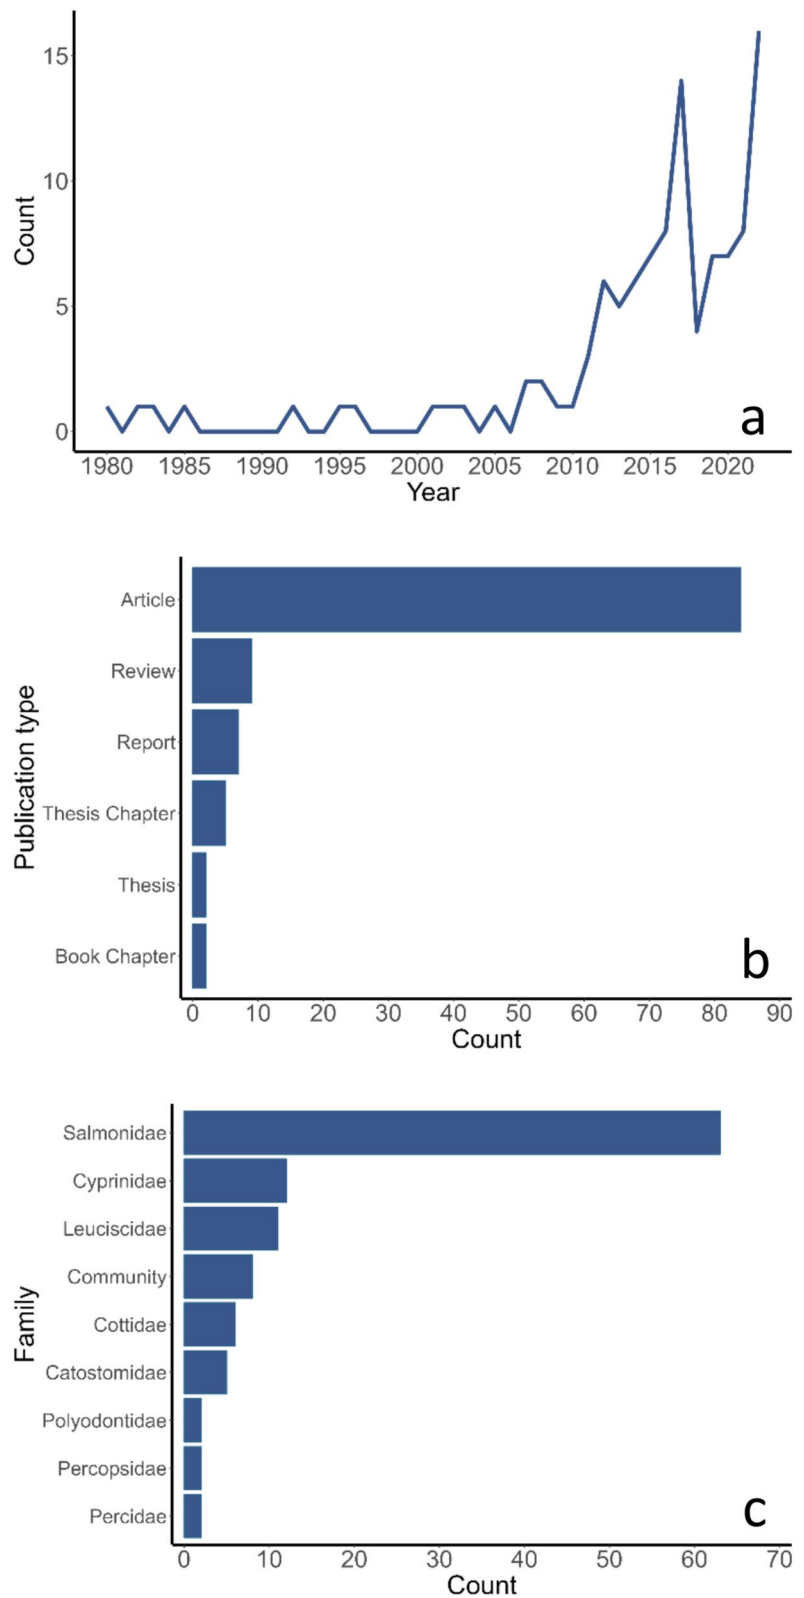 15
10
5
0
Count
a
1980 1985 1990 1995 2000 2005 2010 2015 2020
Year
Publication type
Article
Review
Report
Thesis Chapter
Thesis
Book Chapter
b
0 10 20 30 40 50 60 70 80 90
Count
Family
Salmonidae
Cyprinidae
Leuciscidae
Community
Cottidae
Catostomidae
Polyodontidae
Percopsidae
Percidae
c
0 10 20 30 40 50 60 70
Count